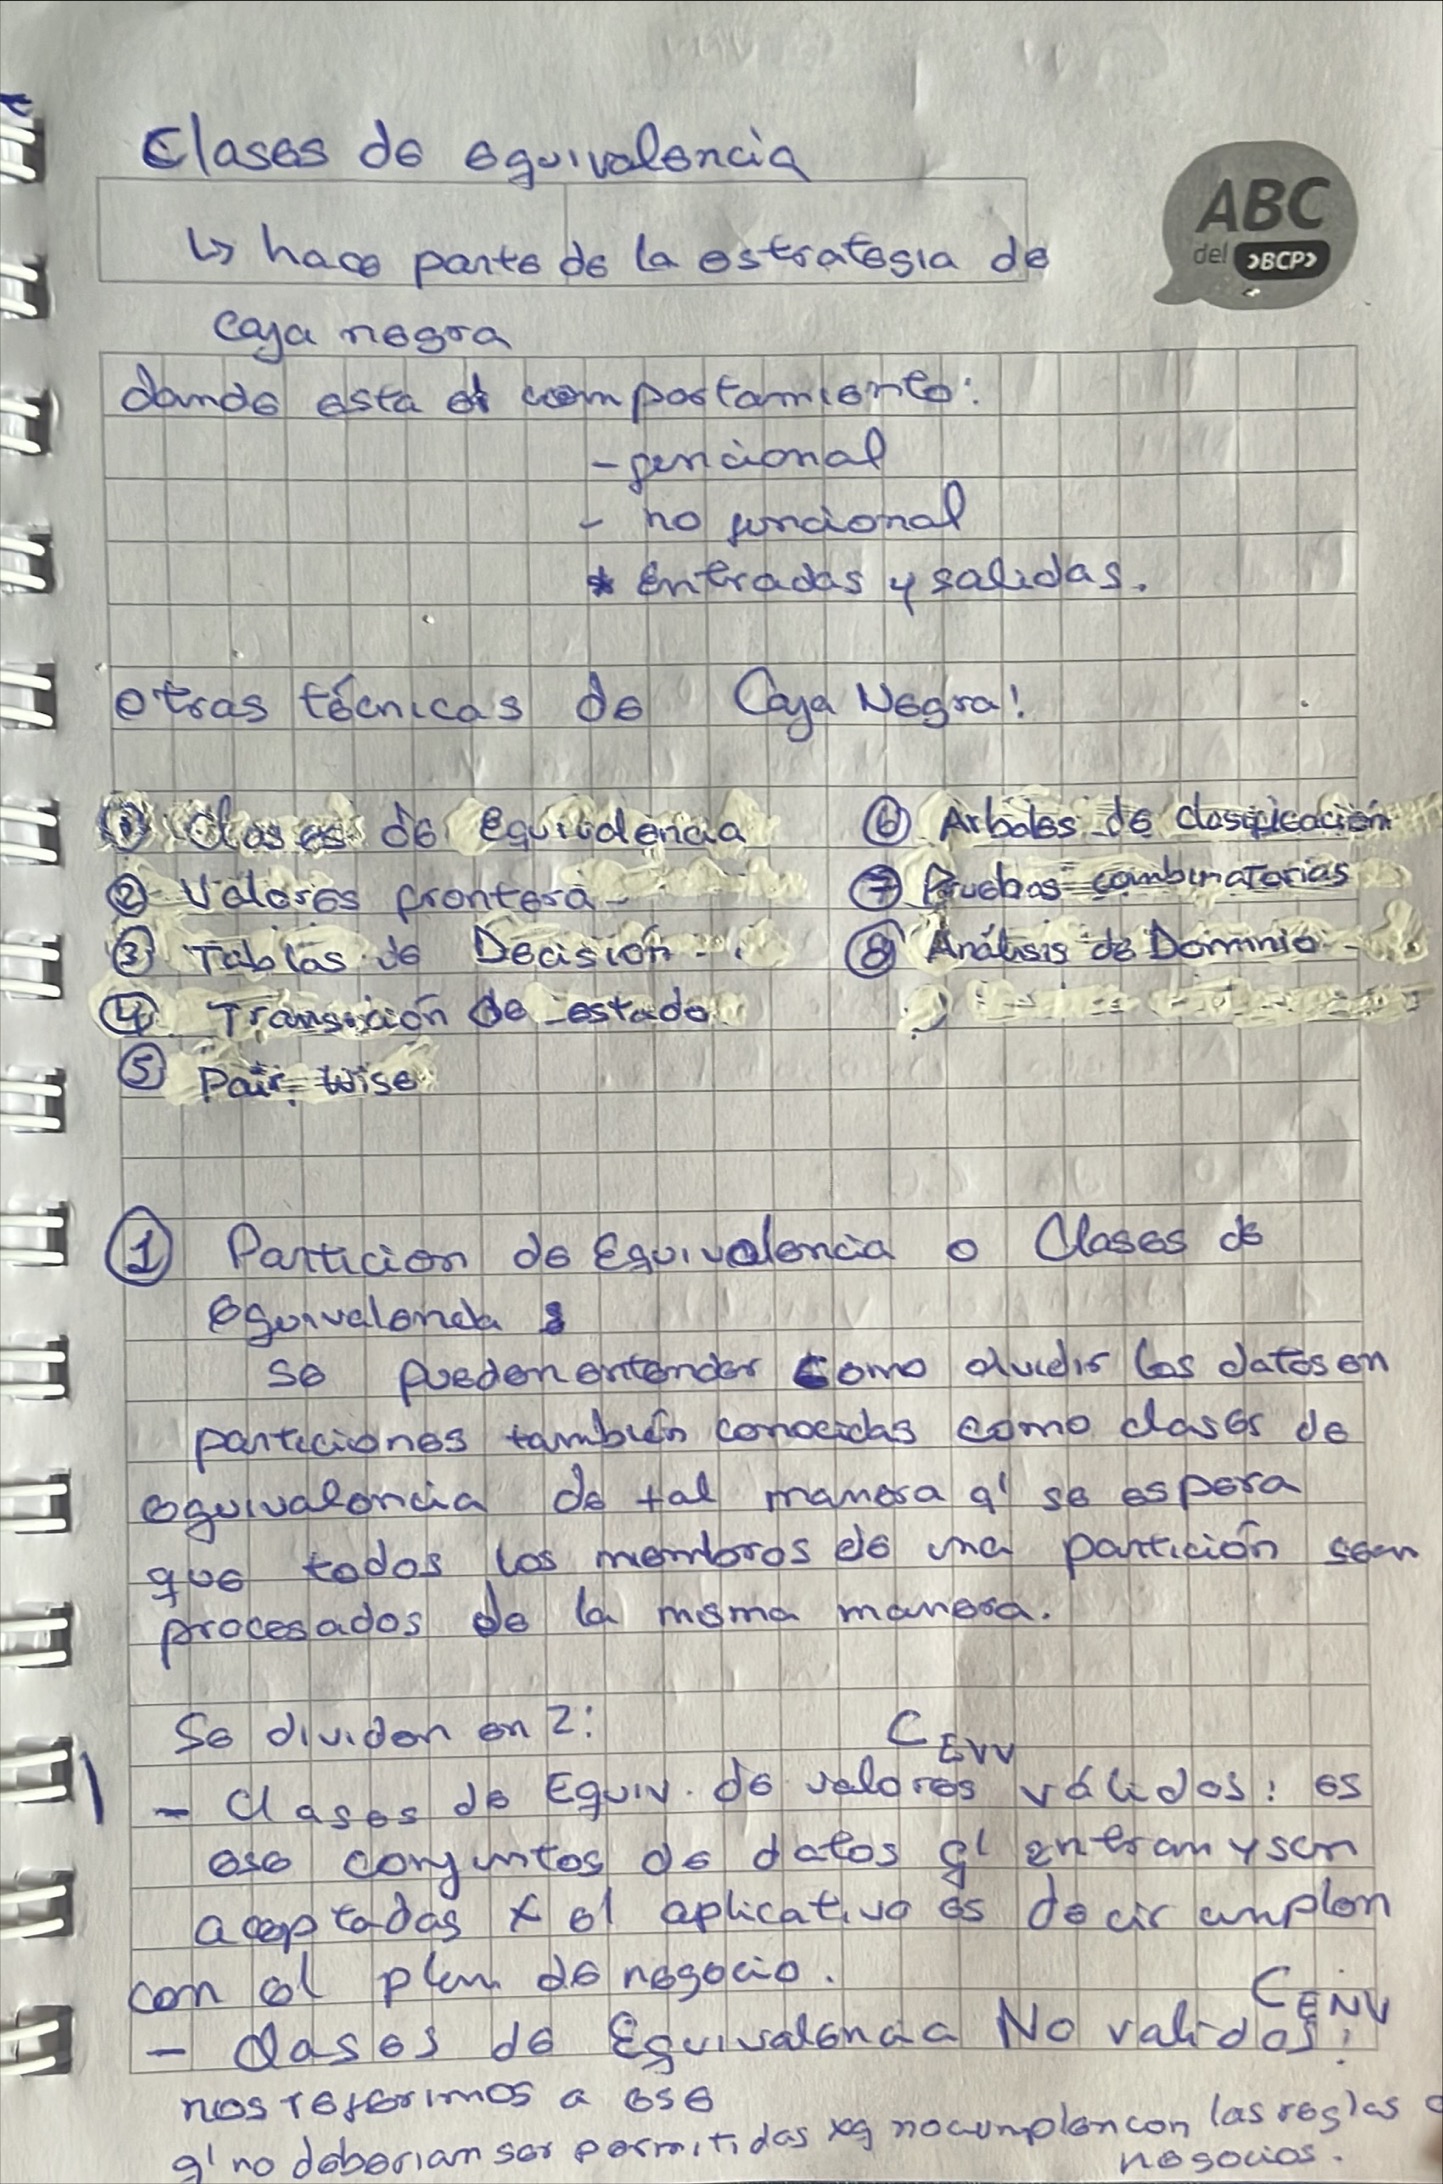 Clases de equivalencia
ABC
del >BCP>
↳ hace parte de la estrategia de
caja negra
donde esta el comportamiento:
- funcional
- no funcional
* Entradas y salidas.
otras técnicas de Caja Negra!
① Clases de Equivalencia
② Valores frontera
③ Tablas de Decisión
④ Transición de estado
⑤ Pair Wise
⑥ Arboles de clasificación
⑦ Pruebas combinatorias
⑧ Análisis de Dominio
① Particion de Equivalencia o Clases de
equivalencia :
se pueden entender como dividir los datos en
particiones también conocidas como clases de
equivalencia de tal manera q' se espera
que todos los membros de una partición sean
procesados de la misma manera.
Se dividen en 2:
CEVV
- Clases de Equiv. de valores válidos: es
ese conjuntos de datos q' entran y son
aceptadas x el aplicativo es decir cumplen
con el plan de negocio.
CENV
- Clases de Equivalencia No validos:
nos referimos a ese
q' no deberian ser permitidas xq no cumplen con las reglas
negocios.